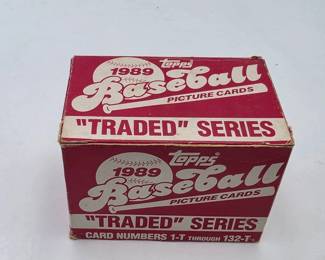 topps
1989
Baseball
PICTURE CARDS
"TRADED" SERIES
topps
1989
Baseball
PICTURE CARDS
"TRADED" SERIES
CARD NUMBERS 1-T THROUGH 132-T